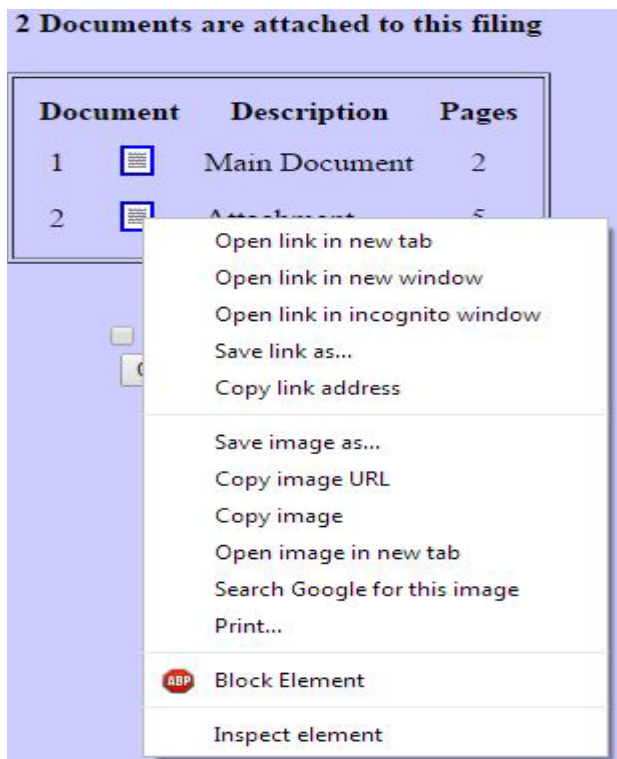 2 Documents are attached to this filing
Document Description Pages
1 Main Document 2
2 Attachment 5
Open link in new tab
Open link in new window
Open link in incognito window
Save link as...
Copy link address
Save image as...
Copy image URL
Copy image
Open image in new tab
Search Google for this image
Print...
ABP Block Element
Inspect element